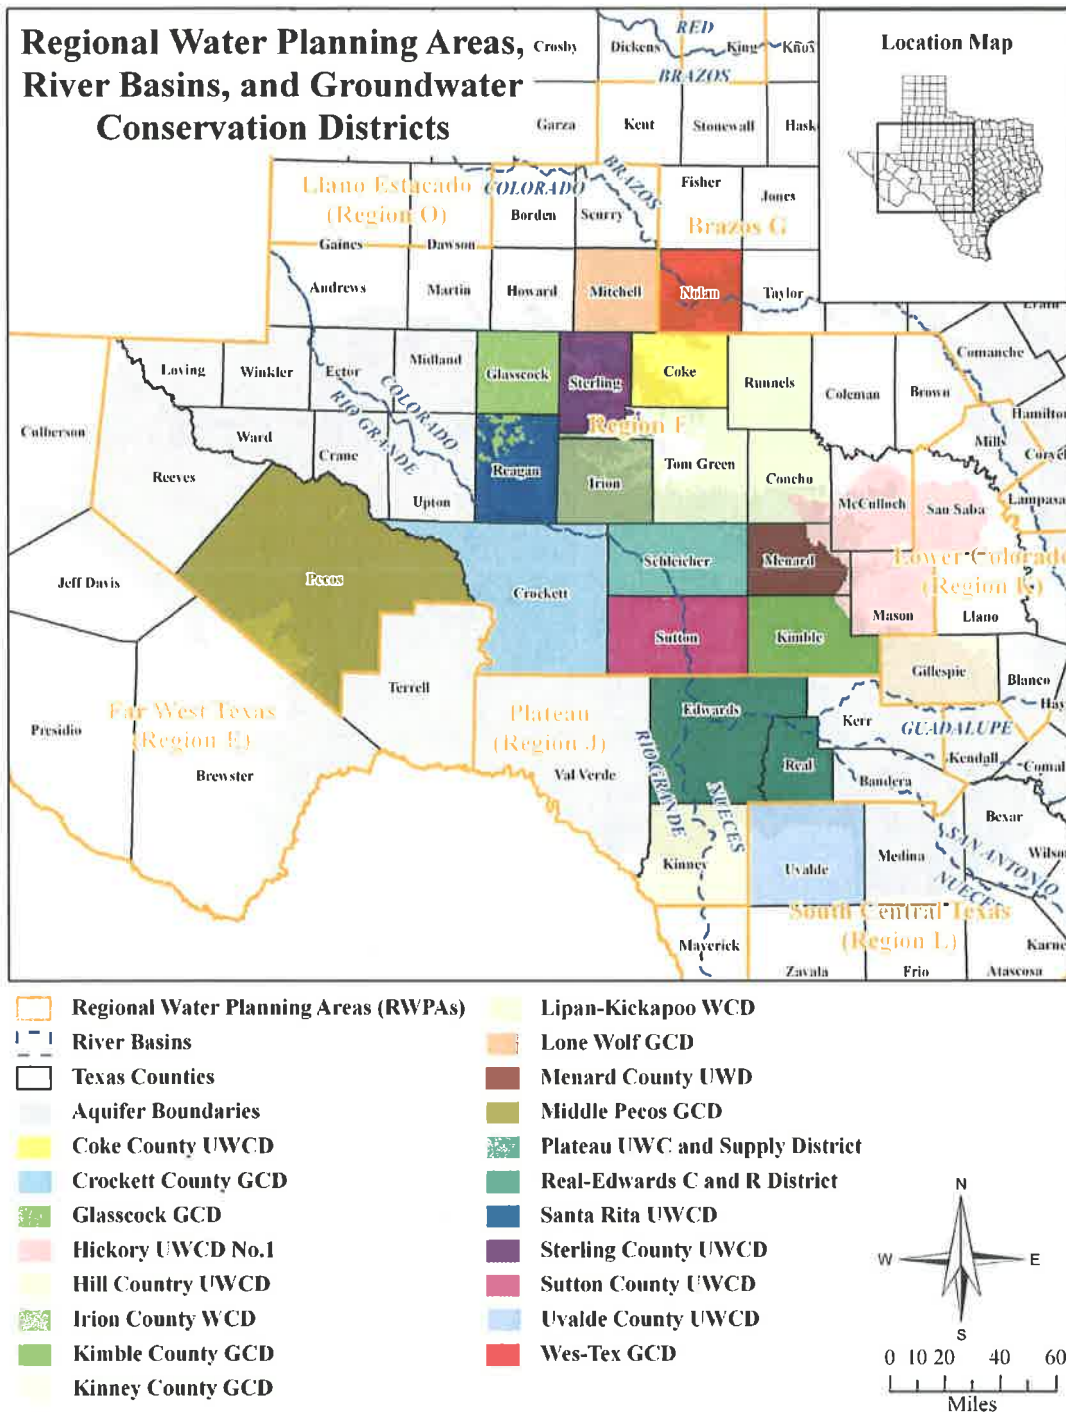 Regional Water Planning Areas,
River Basins, and Groundwater
Conservation Districts
Crosby
Dickens
RED
King
Knox
BRAZOS
Location Map
Garza
Kent
Stonewall
Hask
Llano Estacado
(Region O)
COLORADO
BRAZOS
Fisher
Jones
Borden
Scurry
Brazos G
Gaines
Dawson
Andrews
Martin
Howard
Mitchell
Nolan
Taylor
Erath
Loving
Winkler
Ector
Midland
Glasscock
Sterling
Coke
Runnels
Coleman
Brown
Comanche
COLORADO
RIO GRANDE
Region F
Hamilton
Culberson
Ward
Crane
Mills
Coryel
Reeves
Upton
Reagan
Irion
Tom Green
Concho
McCulloch
San Saba
Lampasa
Jeff Davis
Pecos
Crockett
Schleicher
Menard
Lower Colorado
(Region K)
Mason
Llano
Sutton
Kimble
Gillespie
Blanco
Hay
Terrell
Presidio
Far West Texas
(Region E)
Plateau
(Region J)
Edwards
Kerr
GUADALUPE
Kendall
Comal
Brewster
Val Verde
RIO GRANDE
NUECES
Real
Bandera
Bexar
Kinney
Uvalde
Medina
SAN ANTONIO
NUECES
Wilso
South Central Texas
(Region L)
Maverick
Zavala
Frio
Atascosa
Karne
Regional Water Planning Areas (RWPAs)
River Basins
Texas Counties
Aquifer Boundaries
Coke County UWCD
Crockett County GCD
Glasscock GCD
Hickory UWCD No.1
Hill Country UWCD
Irion County WCD
Kimble County GCD
Kinney County GCD
Lipan-Kickapoo WCD
Lone Wolf GCD
Menard County UWD
Middle Pecos GCD
Plateau UWC and Supply District
Real-Edwards C and R District
Santa Rita UWCD
Sterling County UWCD
Sutton County UWCD
Uvalde County UWCD
Wes-Tex GCD
N
W E
S
0 10 20 40 60
Miles